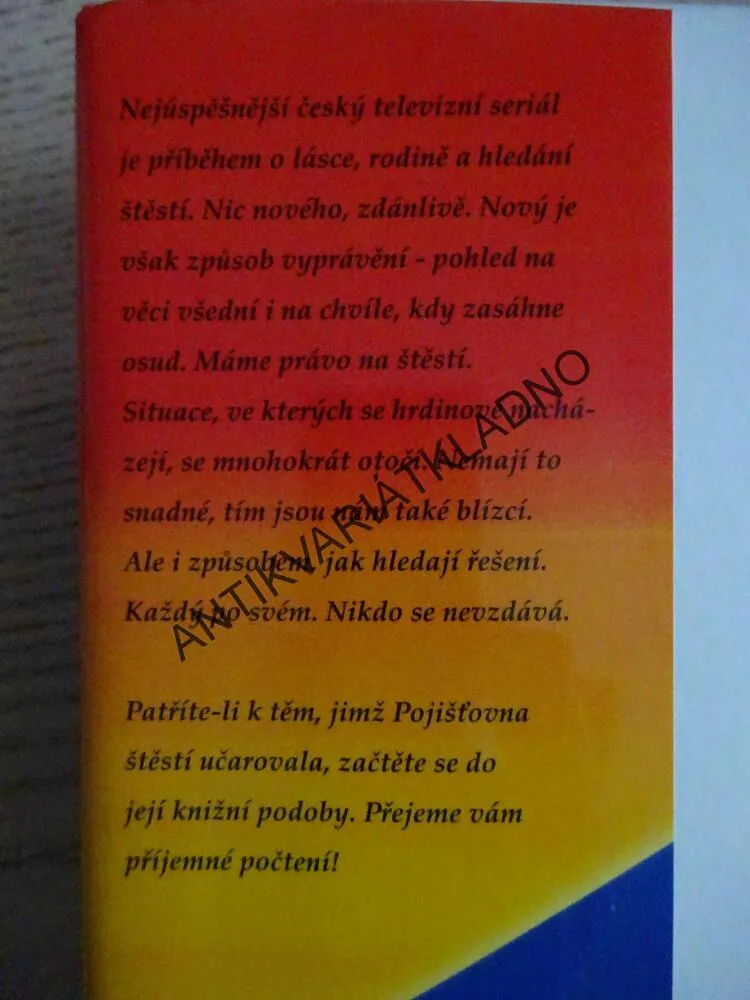 Nejúspěšnější český televizní seriál
je příběhem o lásce, rodině a hledání
štěstí. Nic nového, zdánlivě. Nový je
však způsob vyprávění - pohled na
věci všední i na chvíle, kdy zasáhne
osud. Máme právo na štěstí.
Situace, ve kterých se hrdinové nachá-
zejí, se mnohokrát otočí. Nemají to
snadné, tím jsou nám také blízcí.
Ale i způsobem, jak hledají řešení.
Každý po svém. Nikdo se nevzdává.
Patříte-li k těm, jimž Pojišťovna
štěstí učarovala, začtěte se do
její knižní podoby. Přejeme vám
příjemné počtení!
ANTIKVARIÁTKLADNO